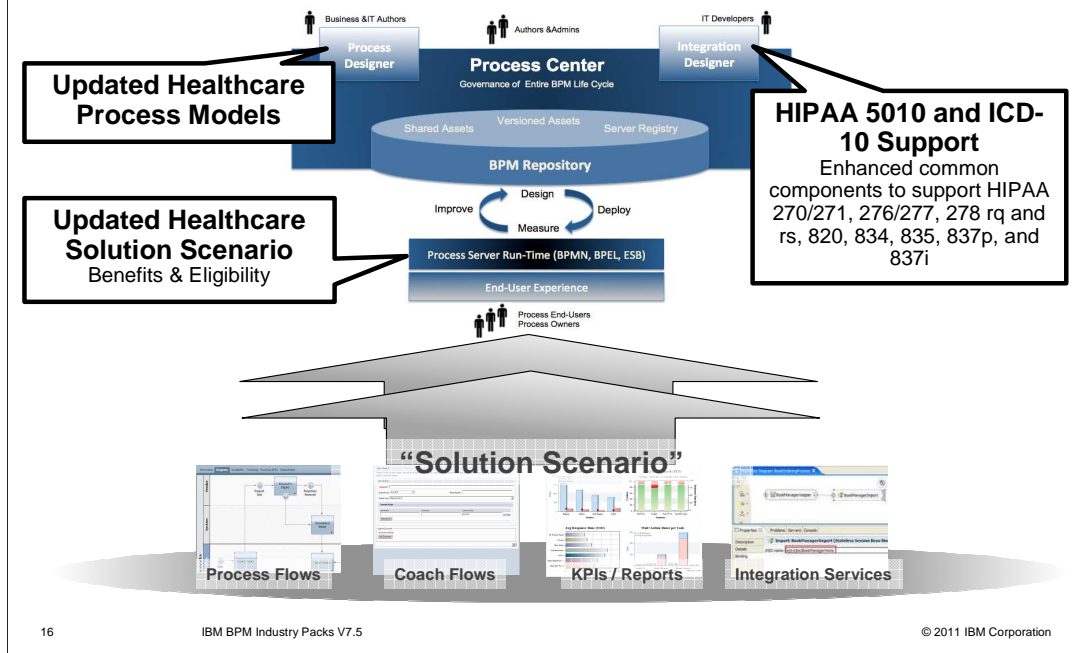 Business &IT Authors
Authors &Admins
IT Developers
Process
Designer
Integration
Designer
Process Center
Governance of Entire BPM Life Cycle
Updated Healthcare
Process Models
HIPAA 5010 and ICD-
10 Support
Enhanced common
components to support HIPAA
270/271, 276/277, 278 rq and
rs, 820, 834, 835, 837p, and
837i
Shared Assets
Versioned Assets
Server Registry
BPM Repository
Design
Improve
Deploy
Measure
Updated Healthcare
Solution Scenario
Benefits & Eligibility
Process Server Run-Time (BPMN, BPEL, ESB)
End-User Experience
Process End-Users
Process Owners
“Solution Scenario”
Process Flows
Coach Flows
KPIs / Reports
Integration Services
16
IBM BPM Industry Packs V7.5
© 2011 IBM Corporation